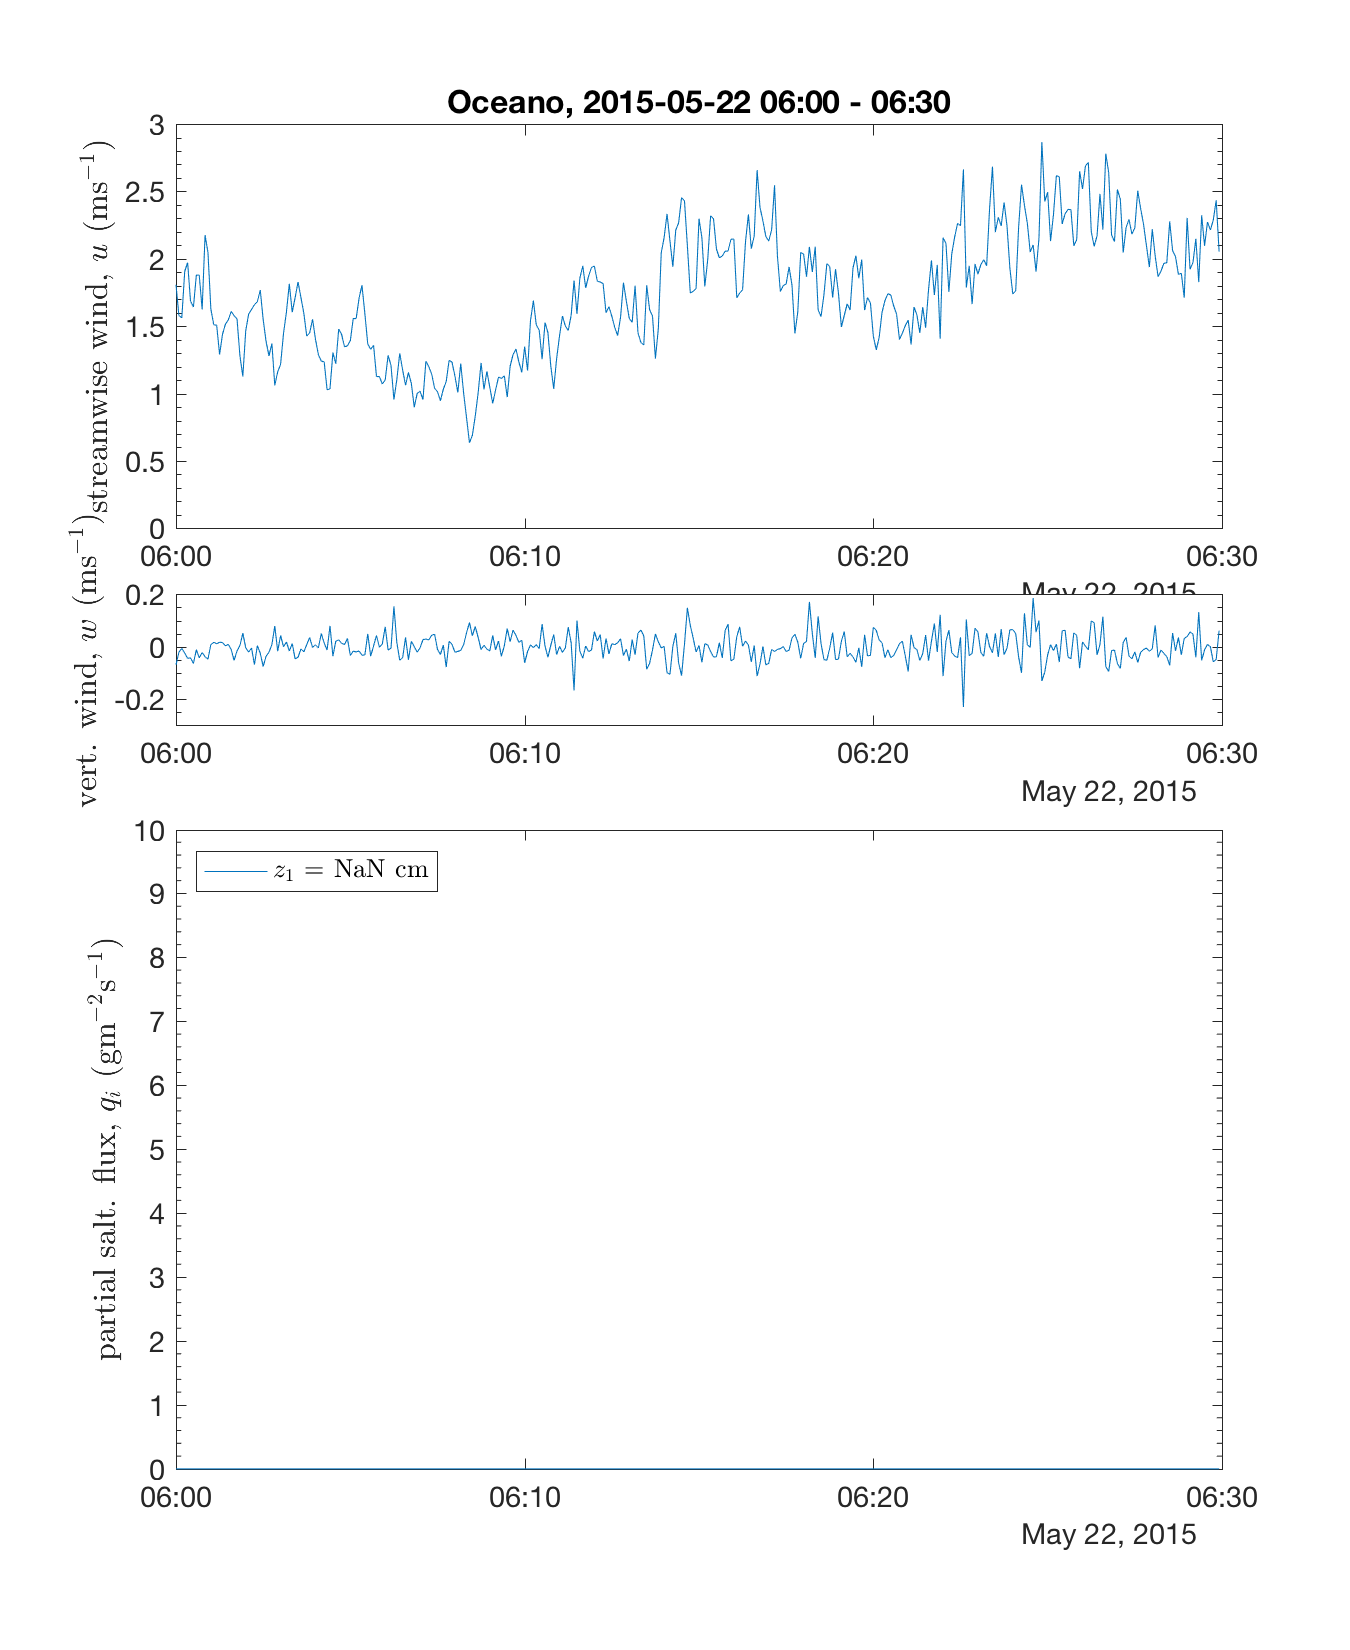 Oceano, 2015-05-22 06:00 - 06:30
streamwise wind, u (ms⁻¹)
3
2.5
2
1.5
1
0.5
0
06:00 06:10 06:20 06:30
May 22, 2015
vert. wind, w (ms⁻¹)
0.2
0
-0.2
06:00 06:10 06:20 06:30
May 22, 2015
partial salt. flux, qᵢ (gm⁻²s⁻¹)
10
9
8
7
6
5
4
3
2
1
0
z₁ = NaN cm
06:00 06:10 06:20 06:30
May 22, 2015